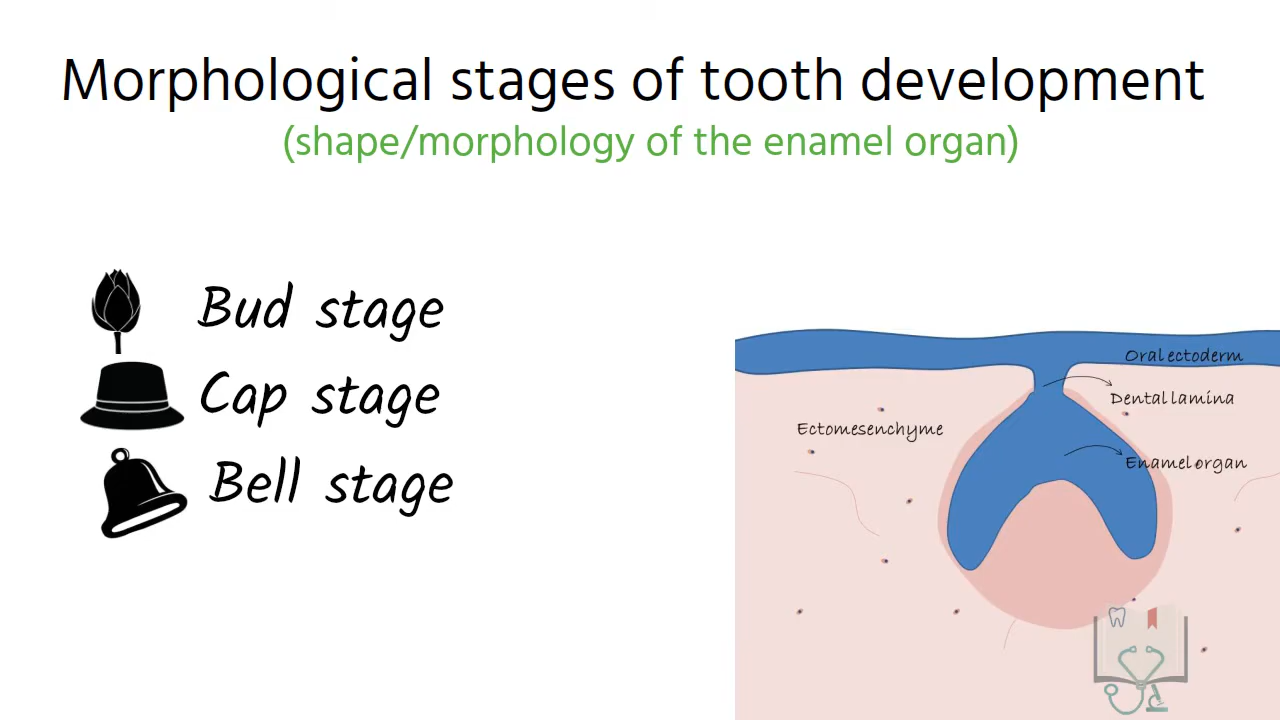 Morphological stages of tooth development
(shape/morphology of the enamel organ)
Bud stage
Cap stage
Bell stage
Oral ectoderm
Dental lamina
Ectomesenchyme
Enamel organ